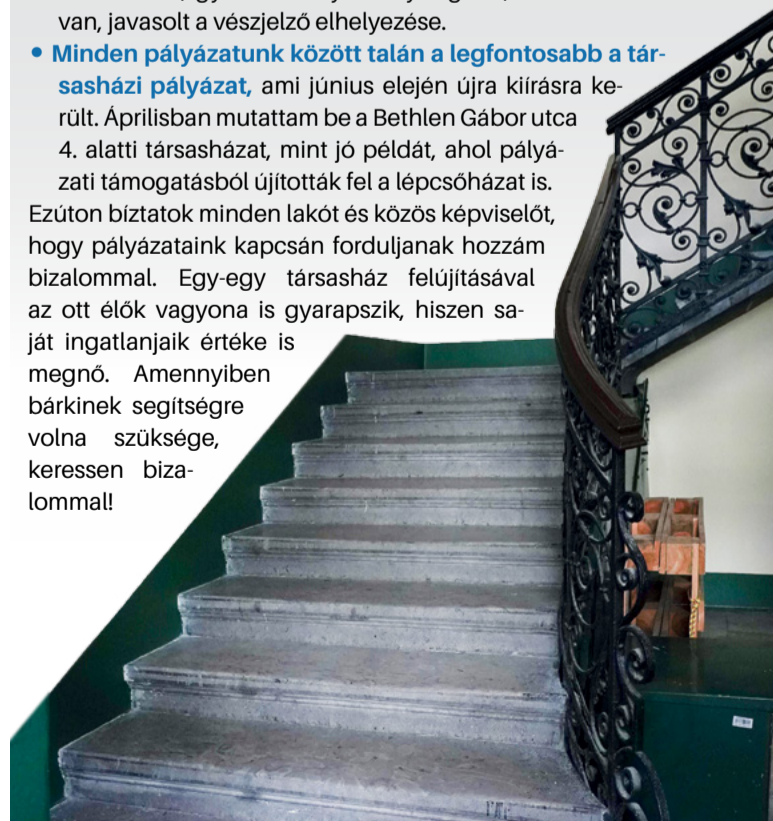 van, javasolt a vészjelző elhelyezése.
• Minden pályázatunk között talán a legfontosabb a tár-
sasházi pályázat, ami június elején újra kiírásra ke-
rült. Áprilisban mutattam be a Bethlen Gábor utca
4. alatti társasházat, mint jó példát, ahol pályá-
zati támogatásból újították fel a lépcsőházat is.
Ezúton bíztatok minden lakót és közös képviselőt,
hogy pályázataink kapcsán forduljanak hozzám
bizalommal. Egy-egy társasház felújításával
az ott élők vagyona is gyarapszik, hiszen sa-
ját ingatlanjaik értéke is
megnő. Amennyiben
bárkinek segítségre
volna szüksége,
keressen biza-
lommal!